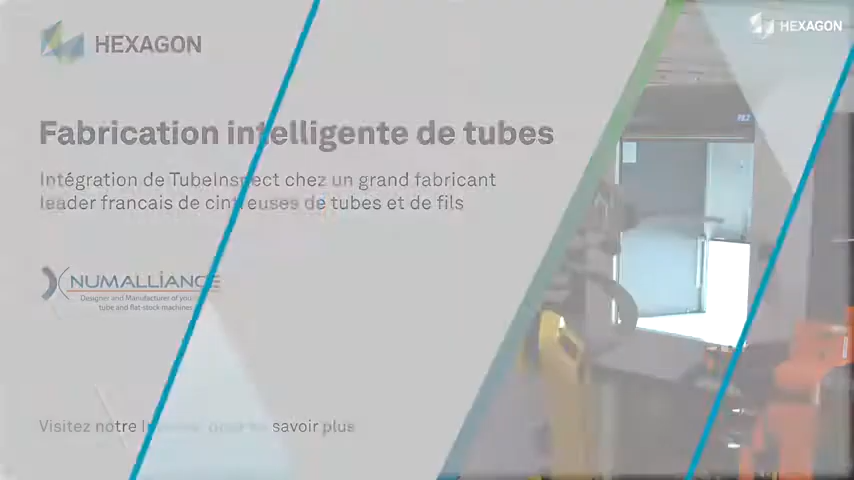 HEXAGON
HEXAGON
Fabrication intelligente de tubes
Intégration de TubeInspect chez un grand fabricant
leader francais de cintreuses de tubes et de fils
NUMALLIANCE
Designer and Manufacturer of you
tube and flat-stock machines
Visitez notre savoir plus